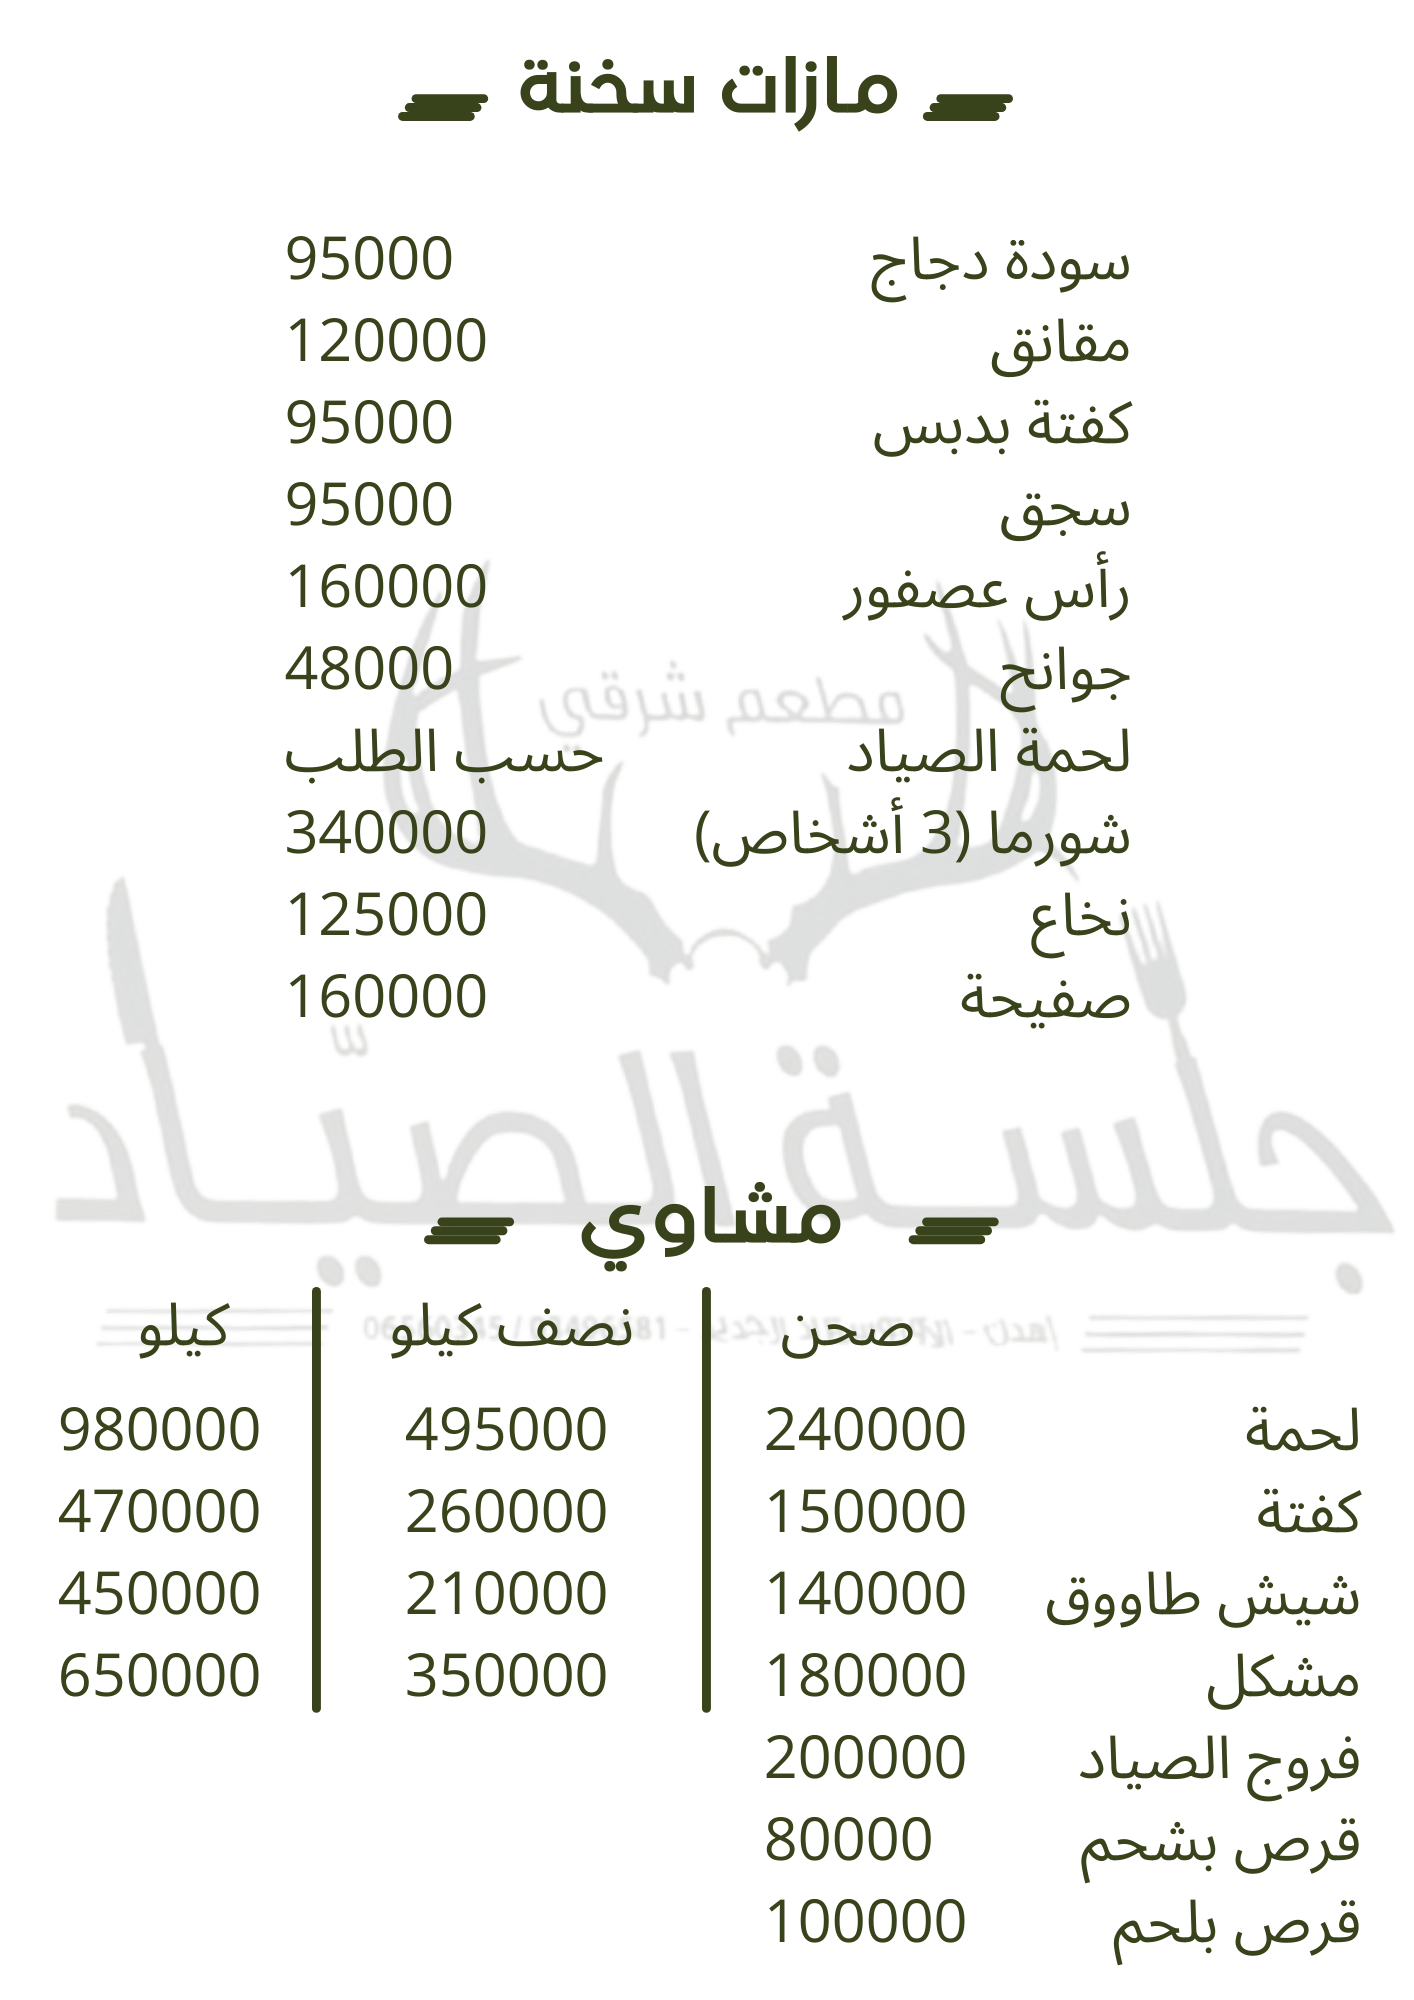 مازات سخنة
سودة دجاج 95000
مقانق 120000
كفتة بدبس 95000
سجق 95000
رأس عصفور 160000
جوانح 48000
لحمة الصياد حسب الطلب
شورما (3 أشخاص) 340000
نخاع 125000
صفيحة 160000
مطعم شرقي
جلسة الصيّاد
مشاوي
صحن نصف كيلو كيلو
لحمة 240000 495000 980000
كفتة 150000 260000 470000
شيش طاووق 140000 210000 450000
مشكل 180000 350000 650000
فروج الصياد 200000
قرص بشحم 80000
قرص بلحم 100000